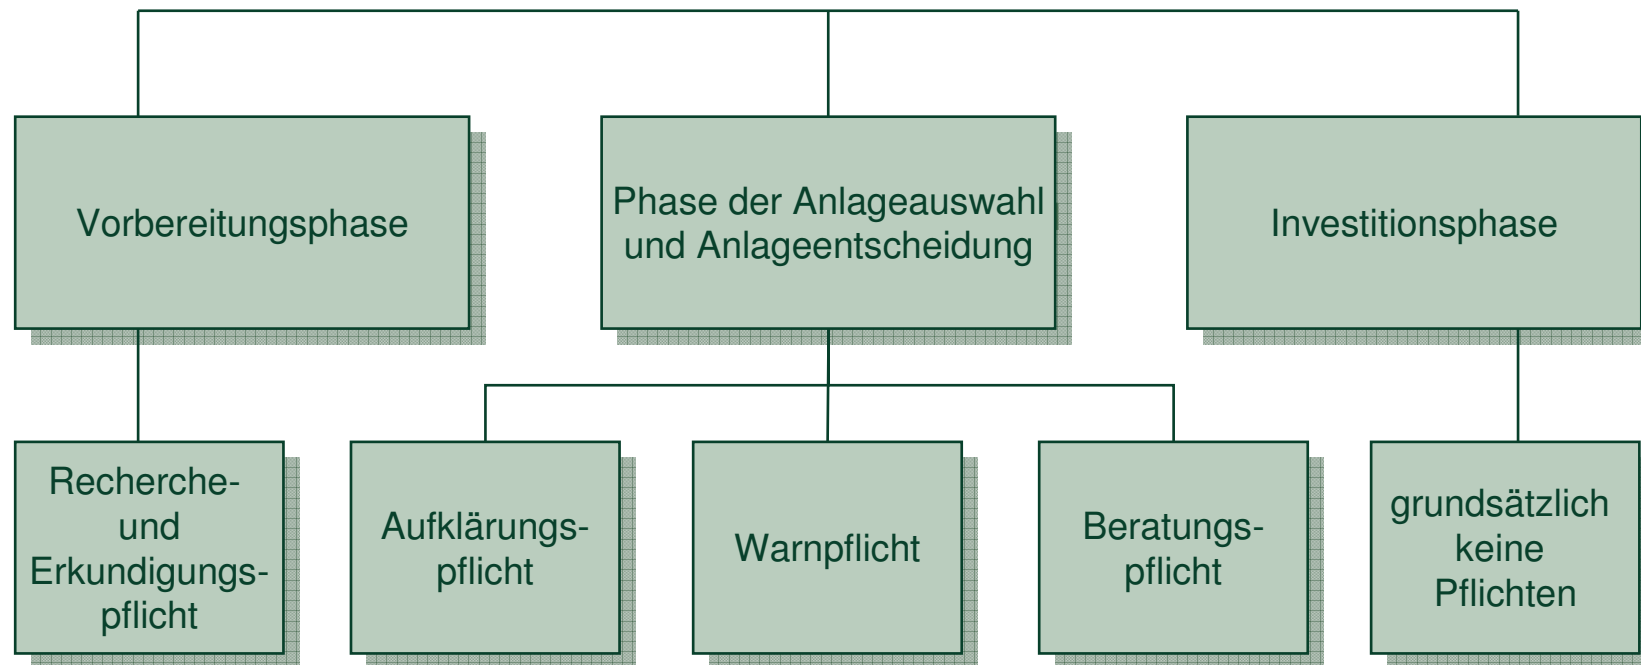 Vorbereitungsphase
Phase der Anlageauswahl
und Anlageentscheidung
Investitionsphase
Recherche-
und
Erkundigungs-
pflicht
Aufklärungs-
pflicht
Warnpflicht
Beratungs-
pflicht
grundsätzlich
keine
Pflichten